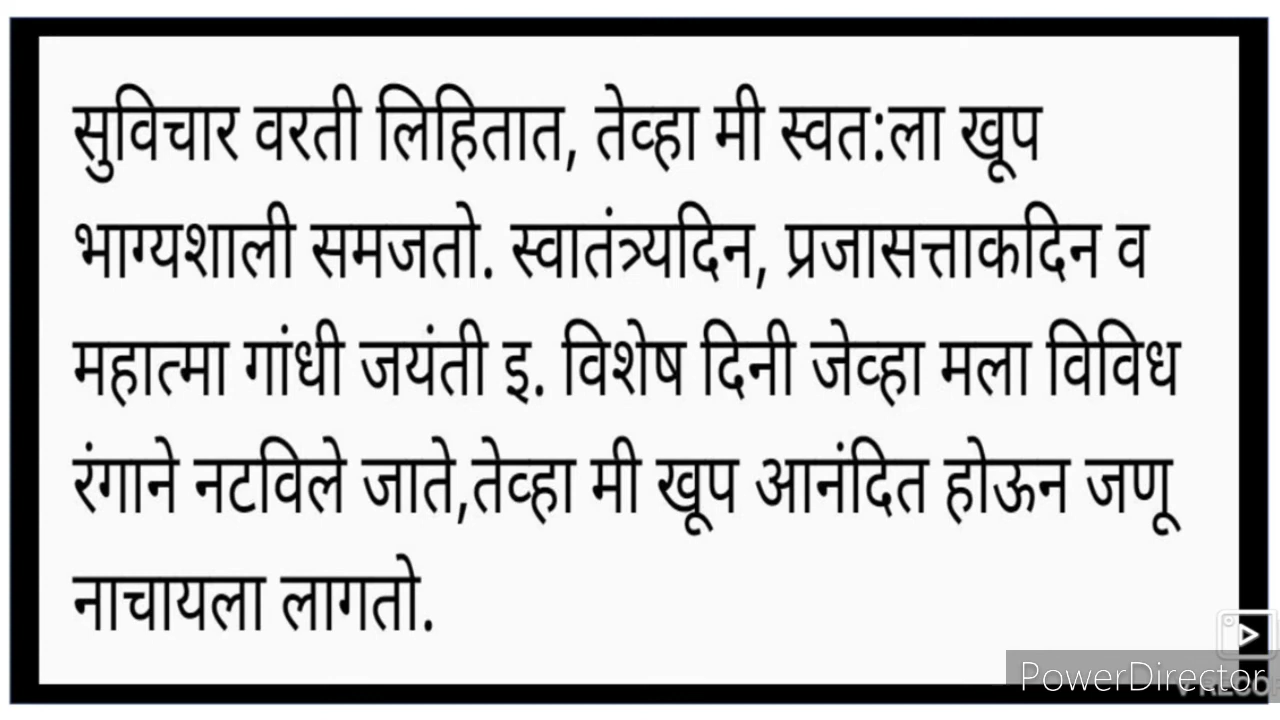 सुविचार वरती लिहितात, तेव्हा मी स्वत:ला खूप
भाग्यशाली समजतो. स्वातंत्र्यदिन, प्रजासत्ताकदिन व
महात्मा गांधी जयंती इ. विशेष दिनी जेव्हा मला विविध
रंगाने नटविले जाते,तेव्हा मी खूप आनंदित होऊन जणू
नाचायला लागतो.
PowerDirector